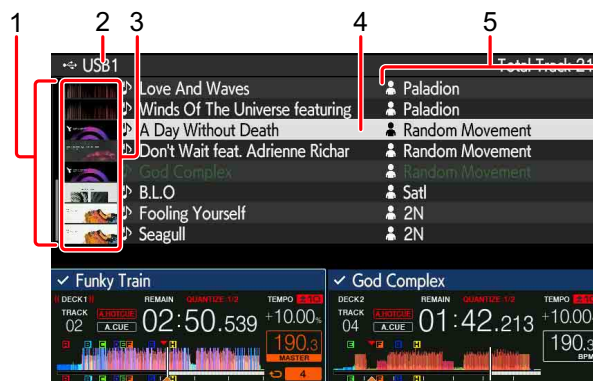 1 2 3 4 5
USB1 Total Track 21
Love And Waves Paladion
Winds Of The Universe featuring Paladion
A Day Without Death Random Movement
Don't Wait feat. Adrienne Richar Random Movement
God Complex Random Movement
B.L.O Satl
Fooling Yourself 2N
Seagull 2N
✓ Funky Train ✓ God Complex
DECK1 REMAIN QUANTIZE 1/2 TEMPO ±10 DECK2 REMAIN QUANTIZE 1/2 TEMPO ±10
TRACK 02 A.HOTCUE A.CUE 02:50.539 +10.00% TRACK 04 A.HOTCUE A.CUE 01:42.213 +10.00
190.3 MASTER 190.3 BPM
4